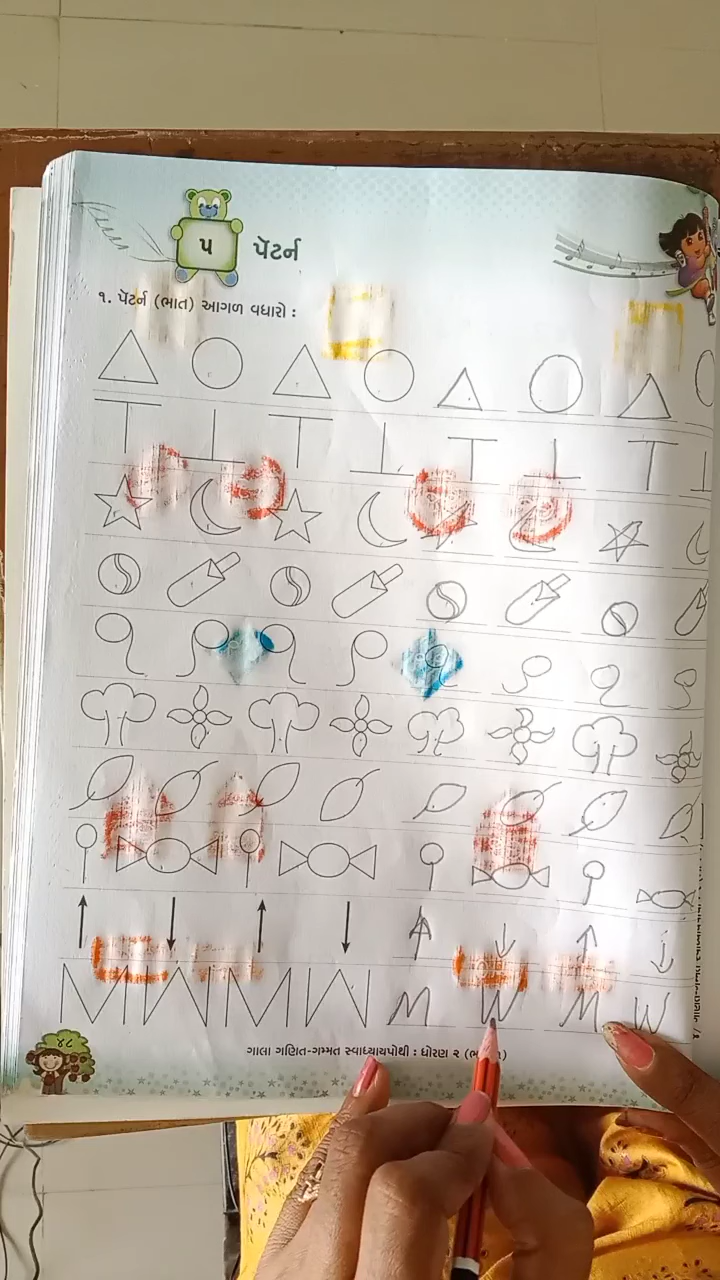 ૫ પૅટર્ન
૧. પૅટર્ન (ભાત) આગળ વધારો :
M W M W M W M W
૪૮
ગાલા ગણિત-ગમ્મત સ્વાધ્યાયપોથી : ધોરણ ૨